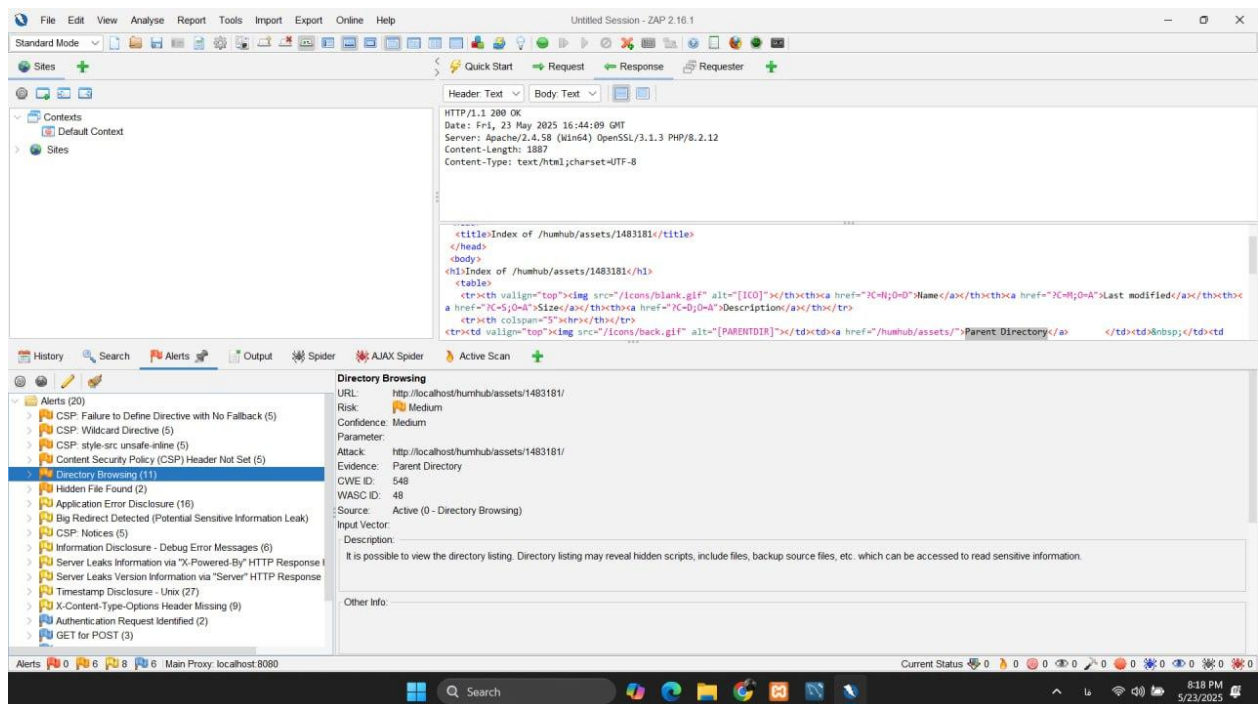 File Edit View Analyse Report Tools Import Export Online Help
Untitled Session - ZAP 2.16.1
Standard Mode
Sites
Quick Start Request Response Requester
Header: Text Body: Text
Contexts
Default Context
Sites
HTTP/1.1 200 OK
Date: Fri, 23 May 2025 16:44:09 GMT
Server: Apache/2.4.58 (Win64) OpenSSL/3.1.3 PHP/8.2.12
Content-Length: 1887
Content-Type: text/html;charset=UTF-8
<title>Index of /humhub/assets/1483181</title>
</head>
<body>
<h1>Index of /humhub/assets/1483181</h1>
<table>
<tr><th valign="top"><img src="/icons/blank.gif" alt="[ICO]"></th><th><a href="?C=N;O=D">Name</a></th><th><a href="?C=M;O=A">Last modified</a></th><th><
a href="?C=S;O=A">Size</a></th><th><a href="?C=D;O=A">Description</a></th></tr>
<tr><th colspan="5"><hr></th></tr>
<tr><td valign="top"><img src="/icons/back.gif" alt="[PARENTDIR]"></td><td><a href="/humhub/assets/">Parent Directory</a> </td><td>&nbsp;</td><td
History Search Alerts Output Spider AJAX Spider Active Scan
Alerts (20)
CSP: Failure to Define Directive with No Fallback (5)
CSP: Wildcard Directive (5)
CSP: style-src unsafe-inline (5)
Content Security Policy (CSP) Header Not Set (5)
Directory Browsing (11)
Hidden File Found (2)
Application Error Disclosure (16)
Big Redirect Detected (Potential Sensitive Information Leak)
CSP: Notices (5)
Information Disclosure - Debug Error Messages (6)
Server Leaks Information via "X-Powered-By" HTTP Response
Server Leaks Version Information via "Server" HTTP Response
Timestamp Disclosure - Unix (27)
X-Content-Type-Options Header Missing (9)
Authentication Request Identified (2)
GET for POST (3)
Directory Browsing
URL: http://localhost/humhub/assets/1483181/
Risk: Medium
Confidence: Medium
Parameter:
Attack: http://localhost/humhub/assets/1483181/
Evidence: Parent Directory
CWE ID: 548
WASC ID: 48
Source: Active (0 - Directory Browsing)
Input Vector:
Description:
It is possible to view the directory listing. Directory listing may reveal hidden scripts, include files, backup source files, etc. which can be accessed to read sensitive information.
Other Info:
Alerts 0 6 8 6 Main Proxy: localhost:8080
Current Status 0 0 0 0 0 0 0 0 0 0
Search
فا
8:18 PM
5/23/2025